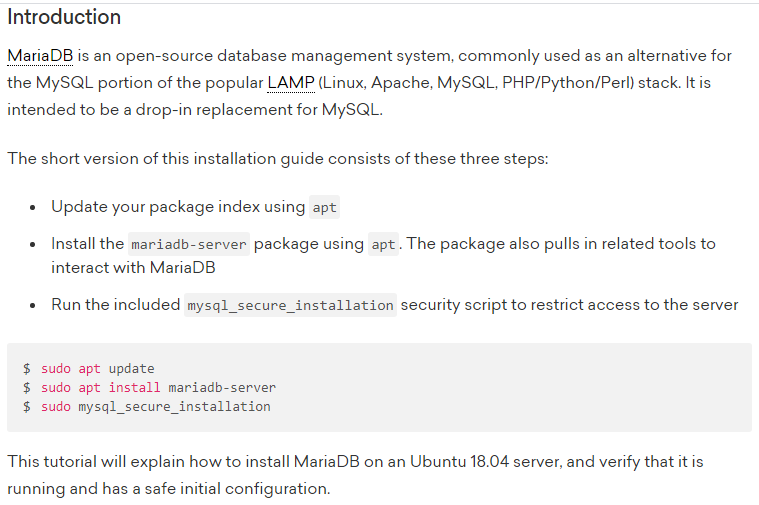 Introduction
MariaDB is an open-source database management system, commonly used as an alternative for
the MySQL portion of the popular LAMP (Linux, Apache, MySQL, PHP/Python/Perl) stack. It is
intended to be a drop-in replacement for MySQL.
The short version of this installation guide consists of these three steps:
• Update your package index using apt
• Install the mariadb-server package using apt. The package also pulls in related tools to
interact with MariaDB
• Run the included mysql_secure_installation security script to restrict access to the server
$ sudo apt update
$ sudo apt install mariadb-server
$ sudo mysql_secure_installation
This tutorial will explain how to install MariaDB on an Ubuntu 18.04 server, and verify that it is
running and has a safe initial configuration.